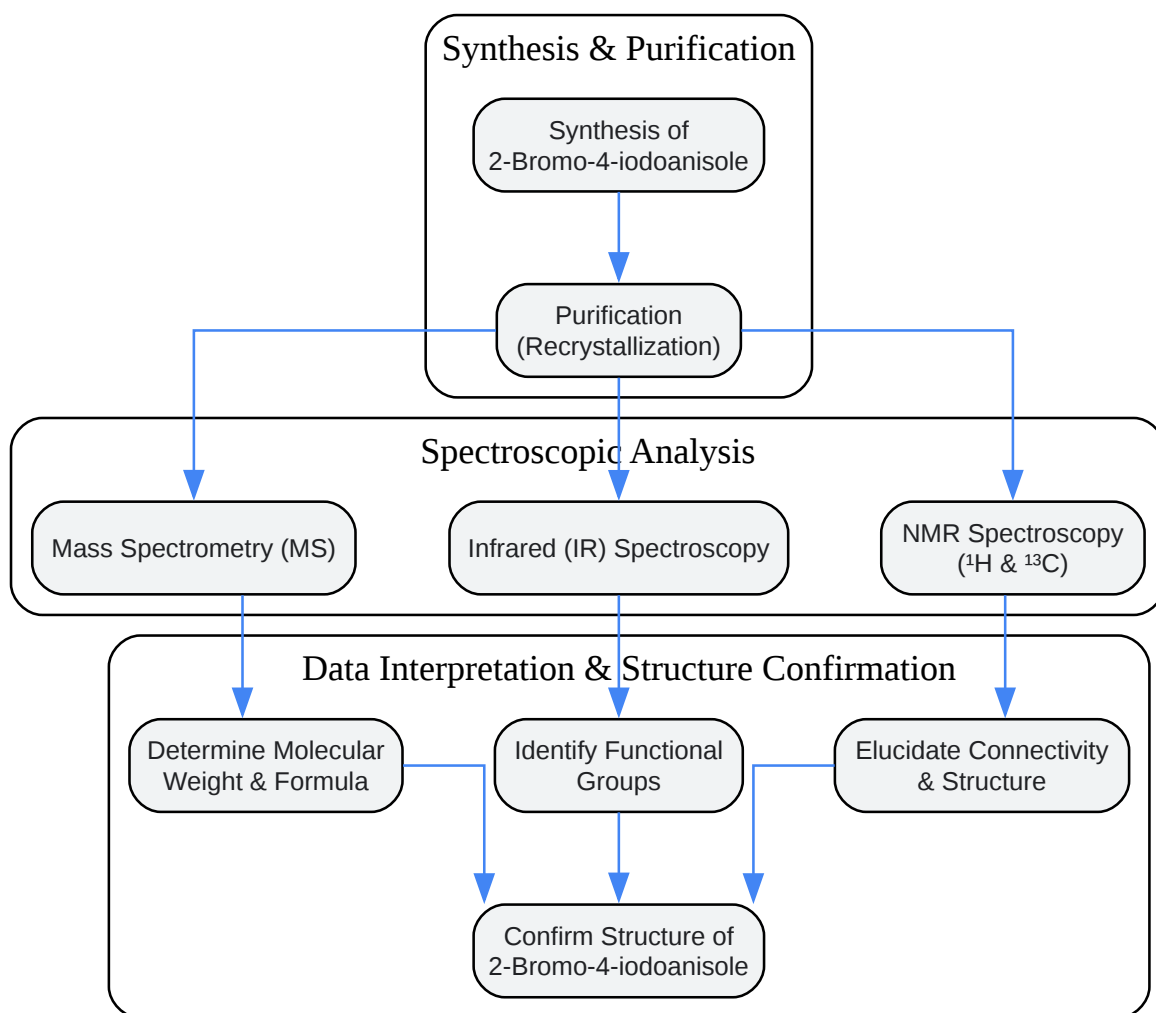 Synthesis & Purification
Synthesis of
2-Bromo-4-iodoanisole
Purification
(Recrystallization)
Spectroscopic Analysis
Mass Spectrometry (MS)
Infrared (IR) Spectroscopy
NMR Spectroscopy
(¹H & ¹³C)
Data Interpretation & Structure Confirmation
Determine Molecular
Weight & Formula
Identify Functional
Groups
Elucidate Connectivity
& Structure
Confirm Structure of
2-Bromo-4-iodoanisole